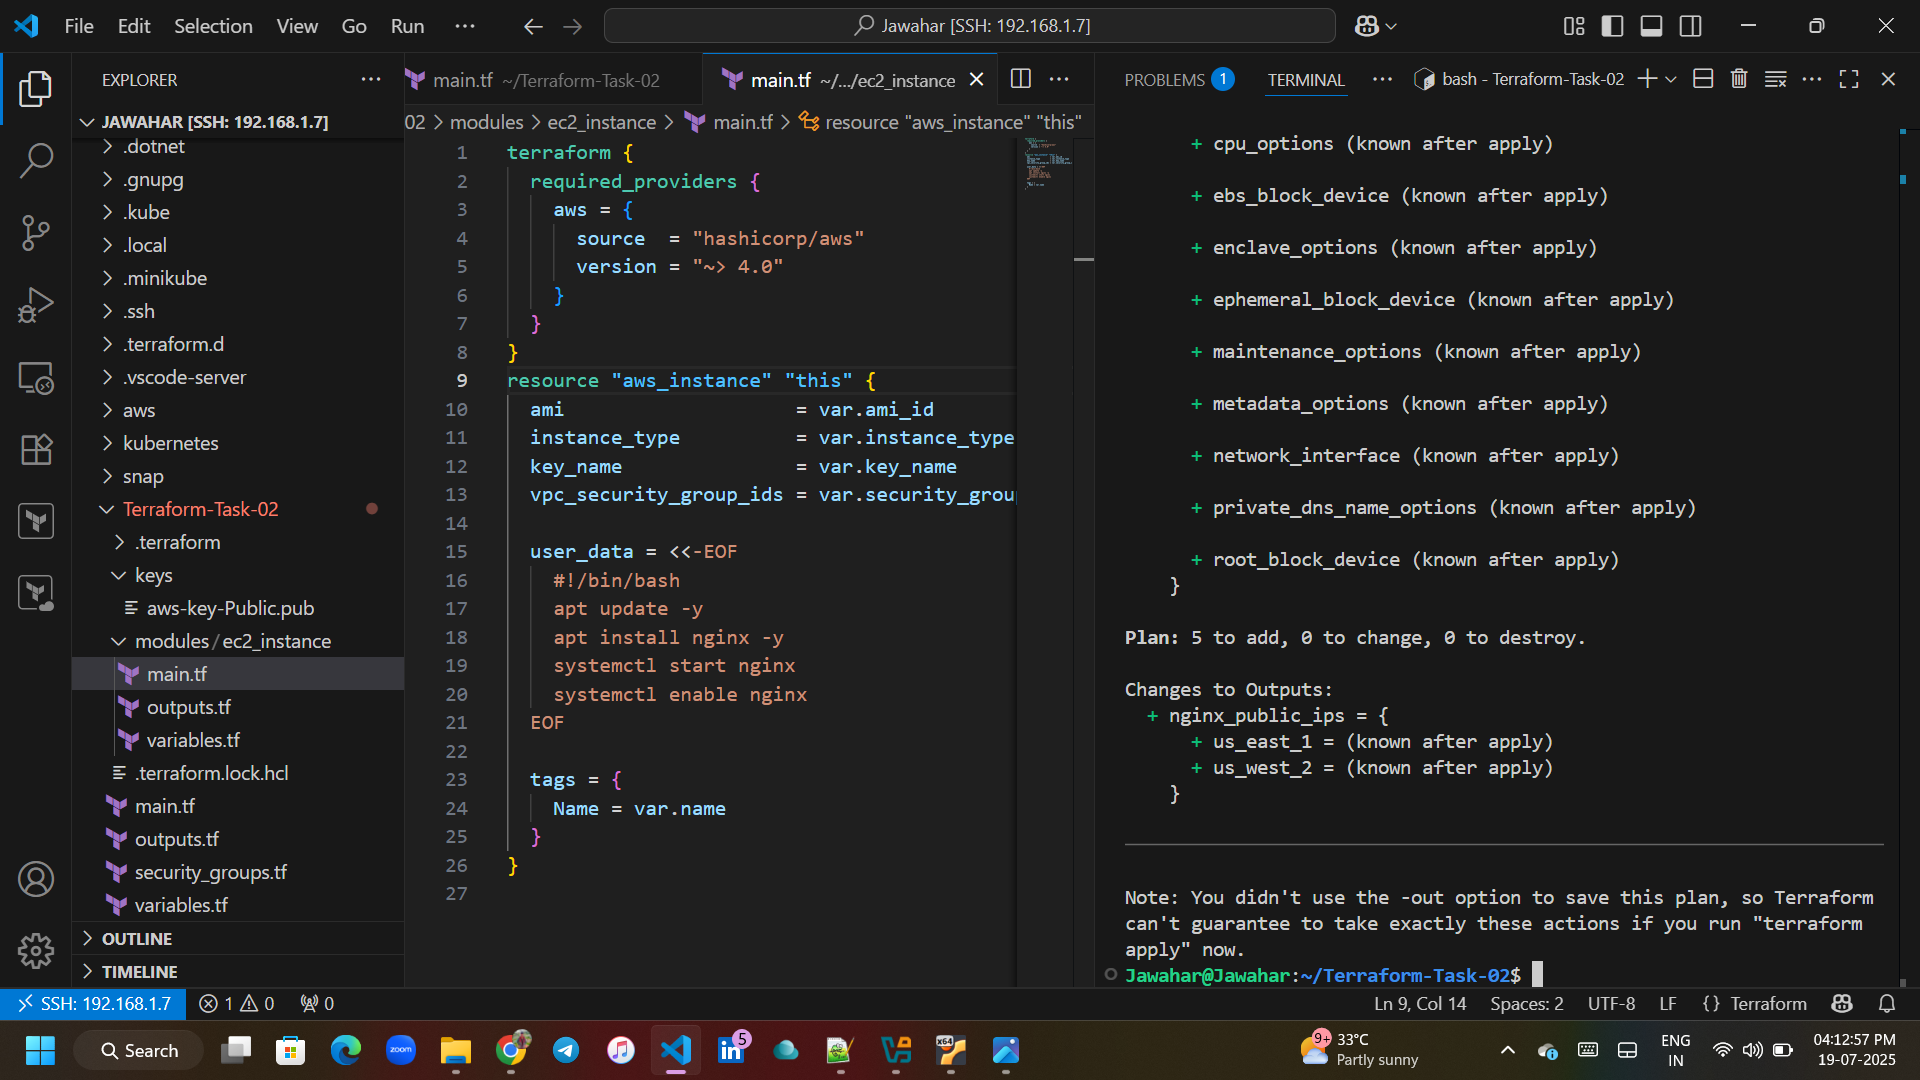 File Edit Selection View Go Run ···
Jawahar [SSH: 192.168.1.7]
EXPLORER
JAWAHAR [SSH: 192.168.1.7]
.dotnet
.gnupg
.kube
.local
.minikube
.ssh
.terraform.d
.vscode-server
aws
kubernetes
snap
Terraform-Task-02
.terraform
keys
aws-key-Public.pub
modules/ec2_instance
main.tf
outputs.tf
variables.tf
.terraform.lock.hcl
main.tf
outputs.tf
security_groups.tf
variables.tf
OUTLINE
TIMELINE
main.tf ~/Terraform-Task-02
main.tf ~/.../ec2_instance
02 > modules > ec2_instance > main.tf > resource "aws_instance" "this"
1 terraform {
2 required_providers {
3 aws = {
4 source = "hashicorp/aws"
5 version = "~> 4.0"
6 }
7 }
8 }
9 resource "aws_instance" "this" {
10 ami = var.ami_id
11 instance_type = var.instance_type
12 key_name = var.key_name
13 vpc_security_group_ids = var.security_grou
14
15 user_data = <<-EOF
16 #!/bin/bash
17 apt update -y
18 apt install nginx -y
19 systemctl start nginx
20 systemctl enable nginx
21 EOF
22
23 tags = {
24 Name = var.name
25 }
26 }
27
PROBLEMS 1 TERMINAL ··· bash - Terraform-Task-02
+ cpu_options (known after apply)
+ ebs_block_device (known after apply)
+ enclave_options (known after apply)
+ ephemeral_block_device (known after apply)
+ maintenance_options (known after apply)
+ metadata_options (known after apply)
+ network_interface (known after apply)
+ private_dns_name_options (known after apply)
+ root_block_device (known after apply)
}
Plan: 5 to add, 0 to change, 0 to destroy.
Changes to Outputs:
+ nginx_public_ips = {
+ us_east_1 = (known after apply)
+ us_west_2 = (known after apply)
}
Note: You didn't use the -out option to save this plan, so Terraform
can't guarantee to take exactly these actions if you run "terraform
apply" now.
Jawahar@Jawahar:~/Terraform-Task-02$
SSH: 192.168.1.7 1 0 0
Ln 9, Col 14 Spaces: 2 UTF-8 LF {} Terraform
Search
zoom
5
x64
9+
33°C
Partly sunny
ENG
IN
04:12:57 PM
19-07-2025